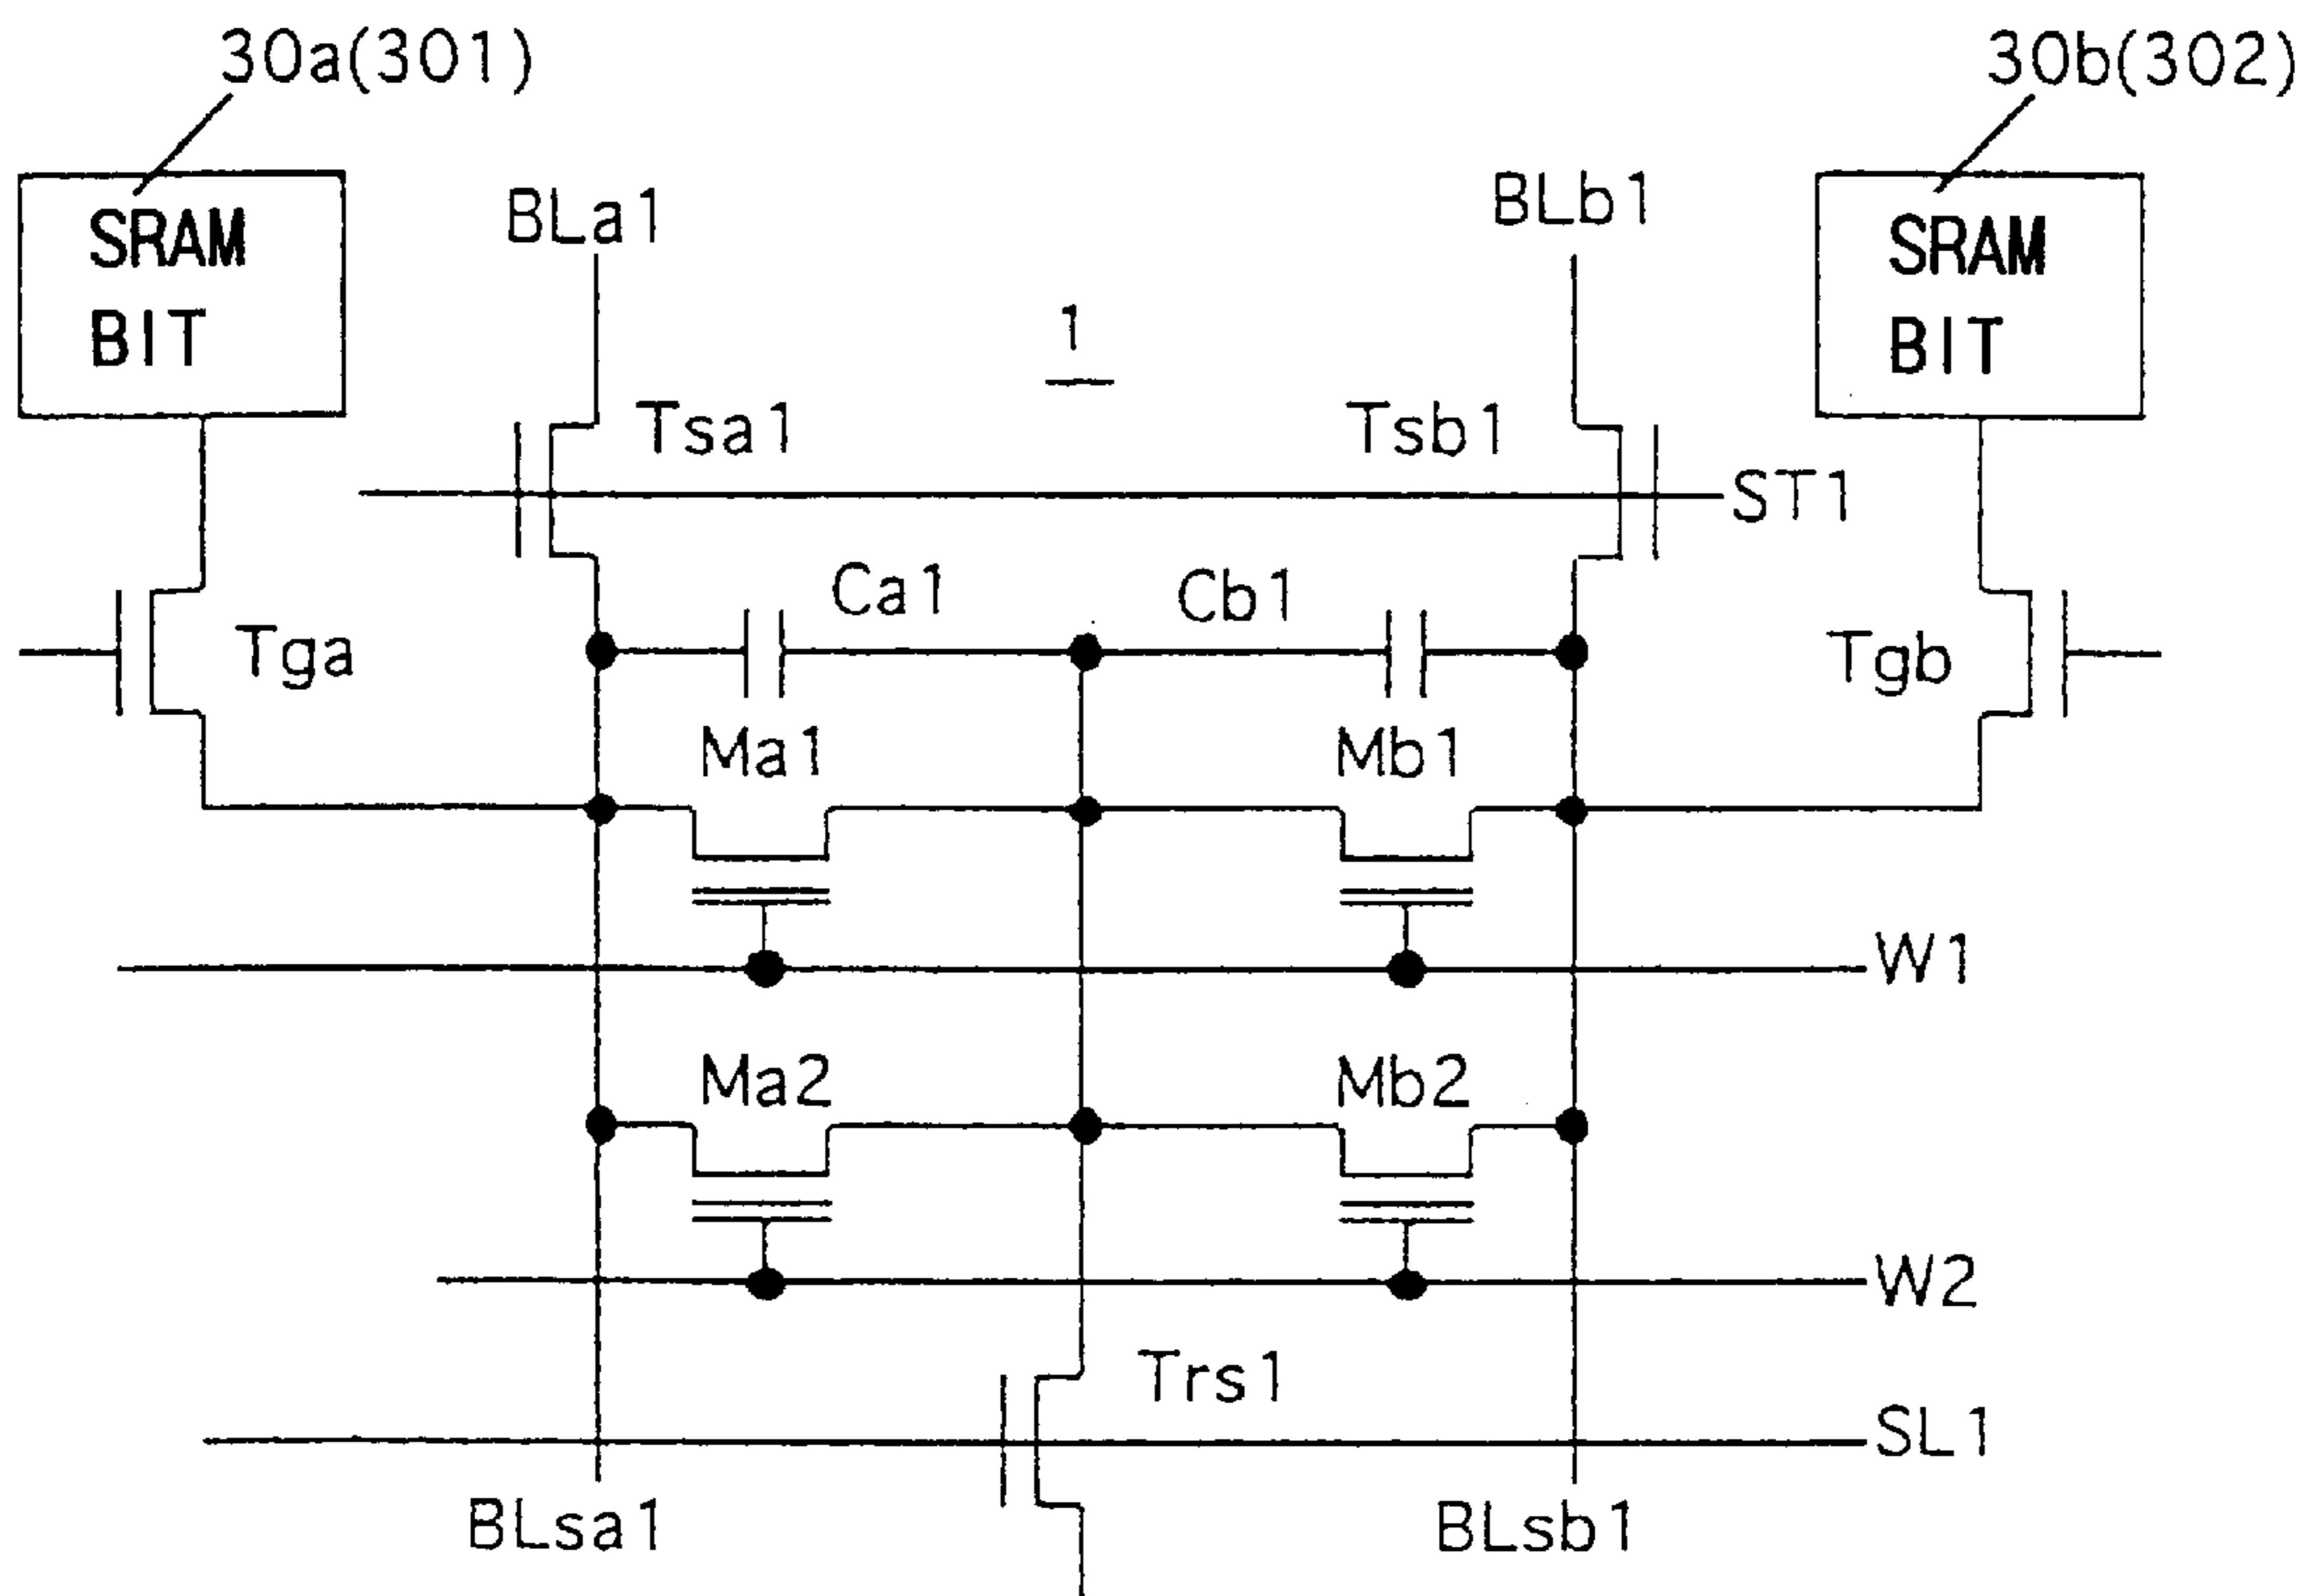 30a(301)
30b(302)
SRAM
BIT
BLa1
BLb1
SRAM
BIT
1
Tsa1
Tsb1
ST1
Ca1
Cb1
Tga
Tgb
Ma1
Mb1
W1
Ma2
Mb2
W2
Trs1
SL1
BLsa1
BLsb1